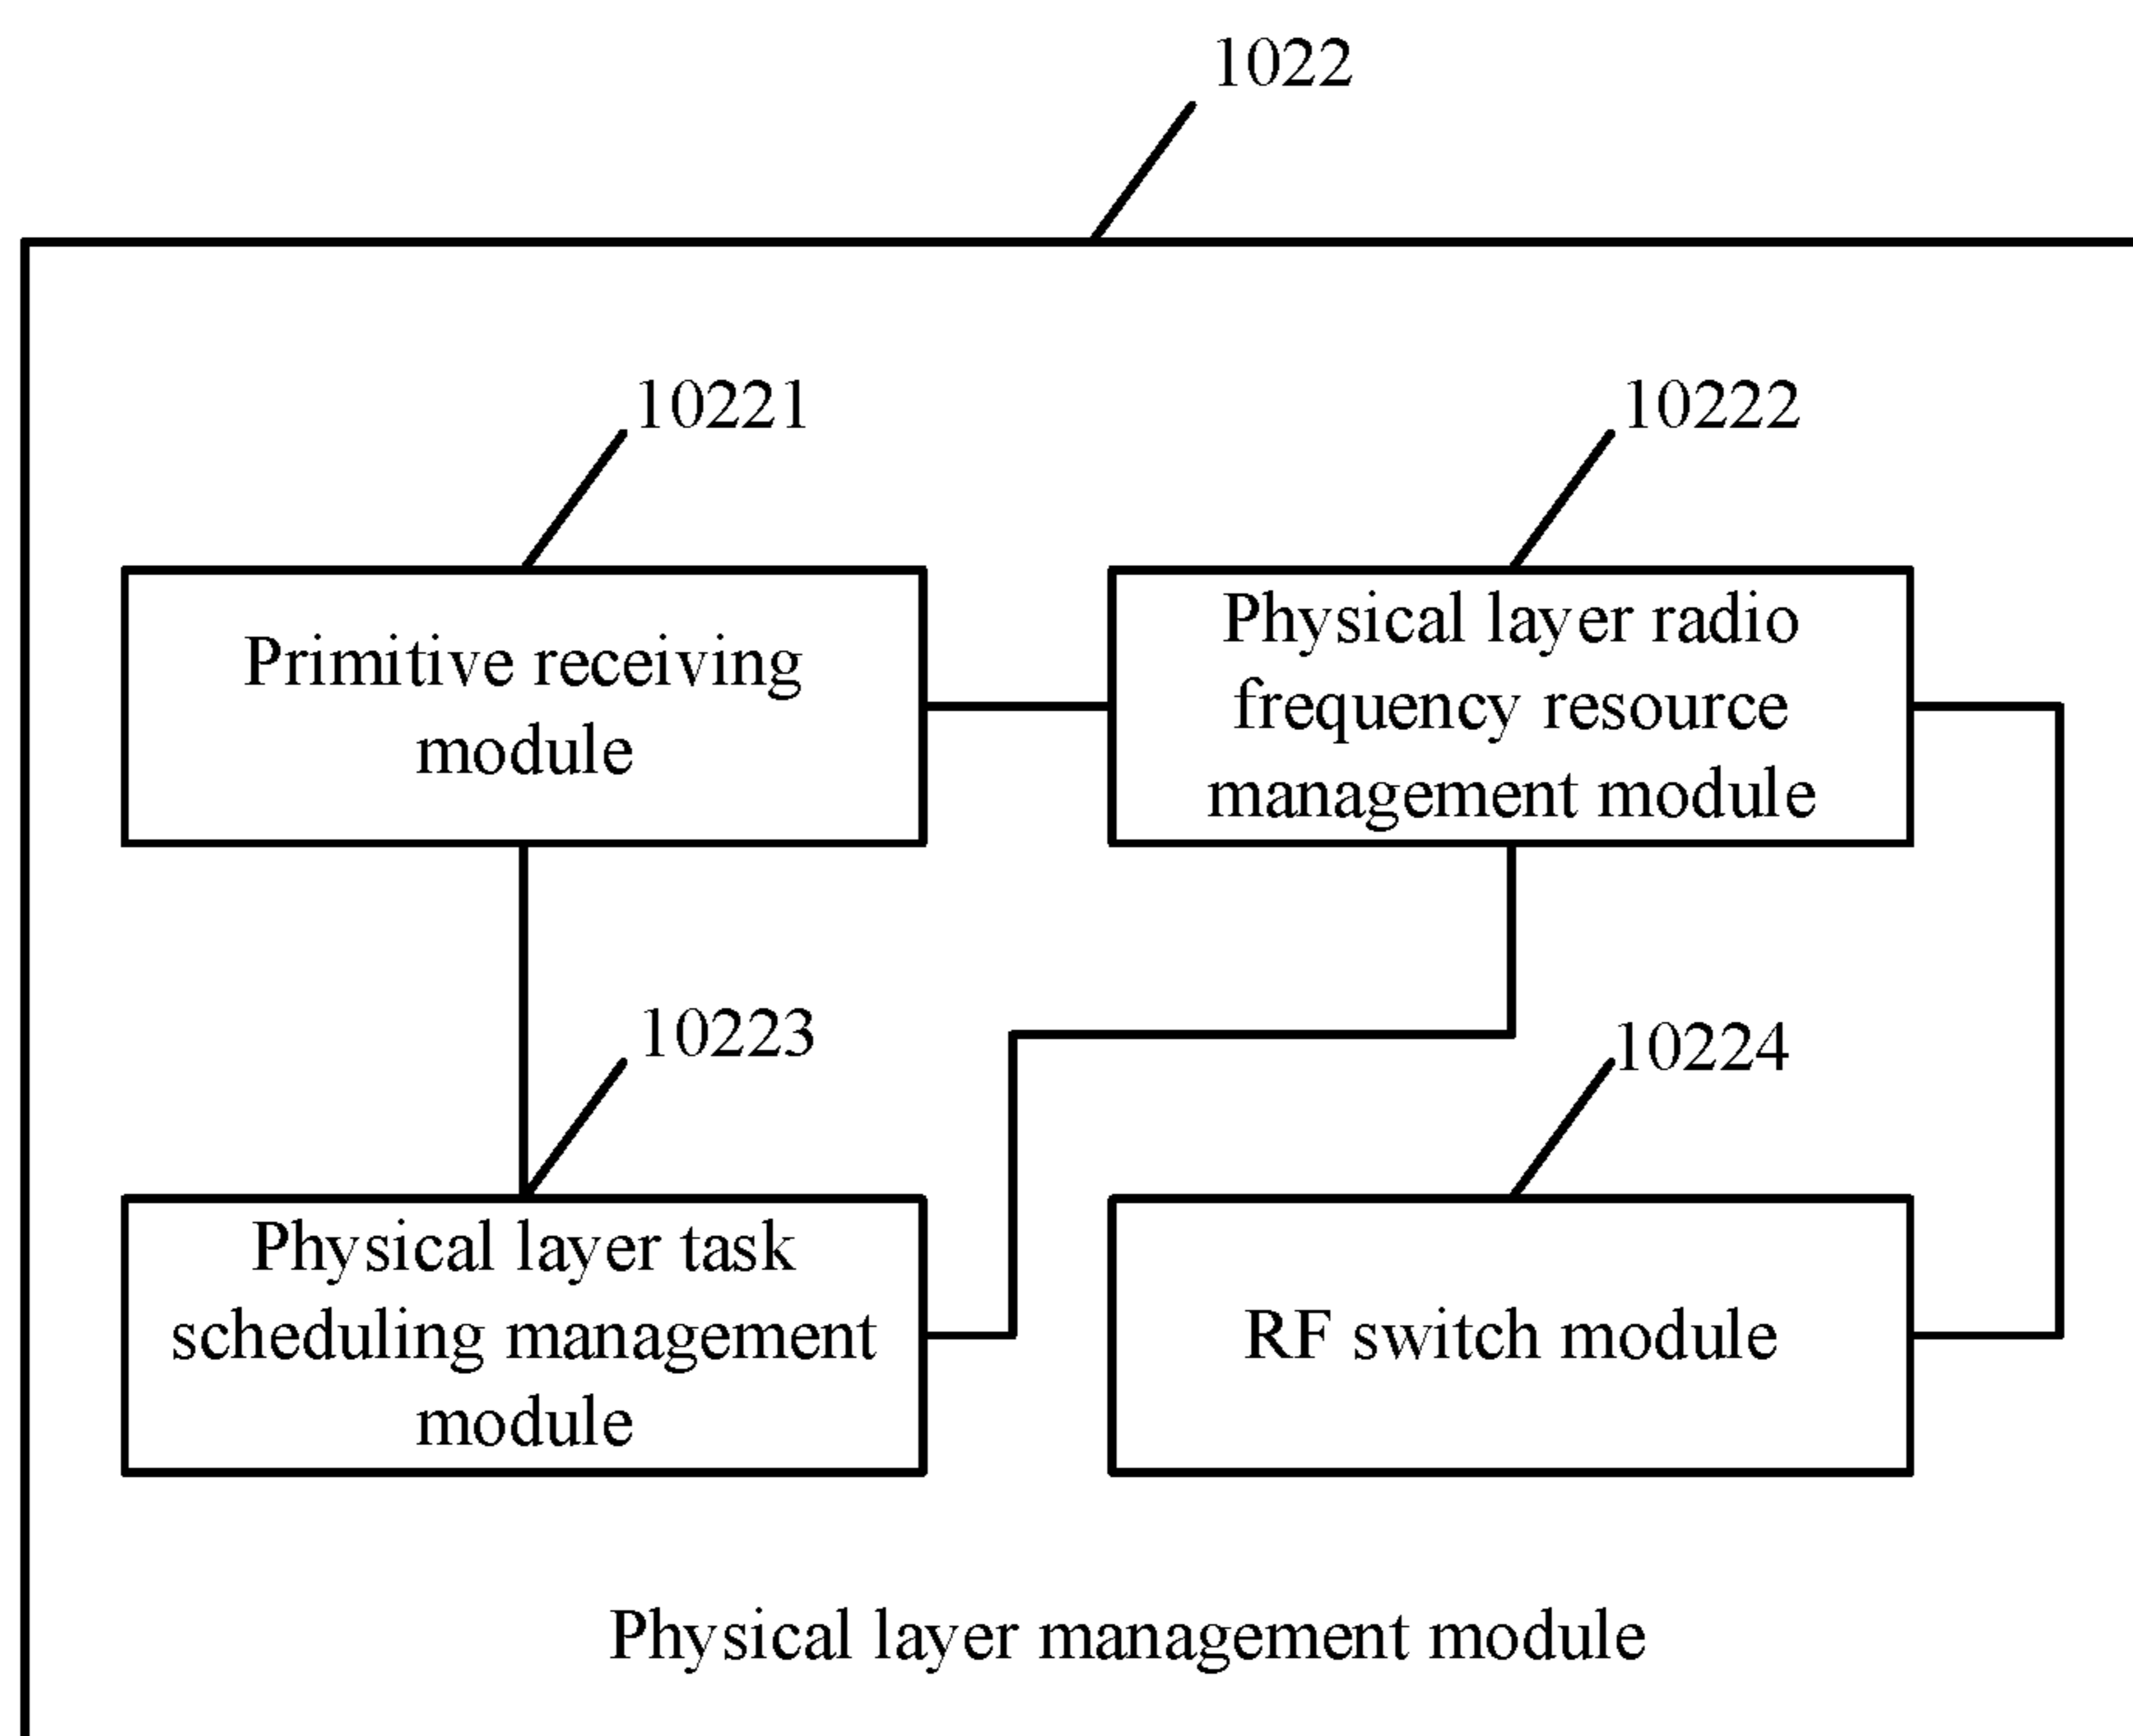 1022
10221
10222
Primitive receiving
module
Physical layer radio
frequency resource
management module
10223
10224
Physical layer task
scheduling management
module
RF switch module
Physical layer management module